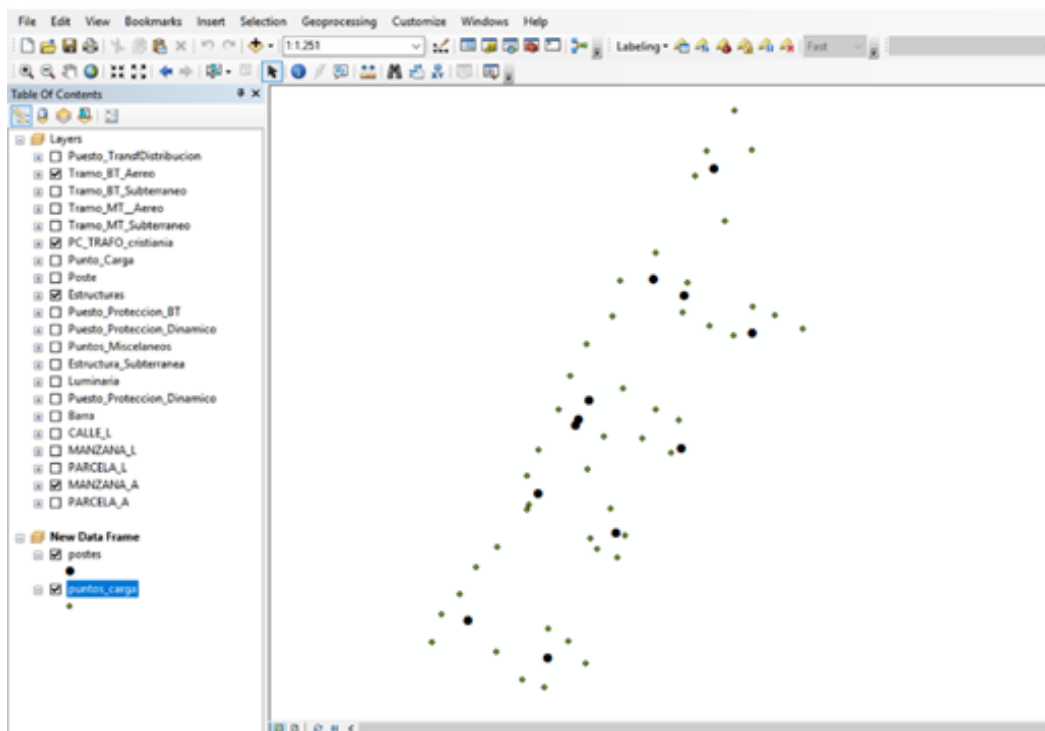 File Edit View Bookmarks Insert Selection Geoprocessing Customize Windows Help
1:1,251 Labeling Fast
Table Of Contents
Layers
Puesto_TransfDistribucion
Tramo_BT_Aereo
Tramo_BT_Subterraneo
Tramo_MT__Aereo
Tramo_MT_Subterraneo
PC_TRAFO_cristiania
Punto_Carga
Poste
Estructuras
Puesto_Proteccion_BT
Puesto_Proteccion_Dinamico
Puntos_Miscelaneos
Estructura_Subterranea
Luminaria
Puesto_Proteccion_Dinamico
Barra
CALLE_L
MANZANA_L
PARCELA_L
MANZANA_A
PARCELA_A
New Data Frame
postes
puntos_carga